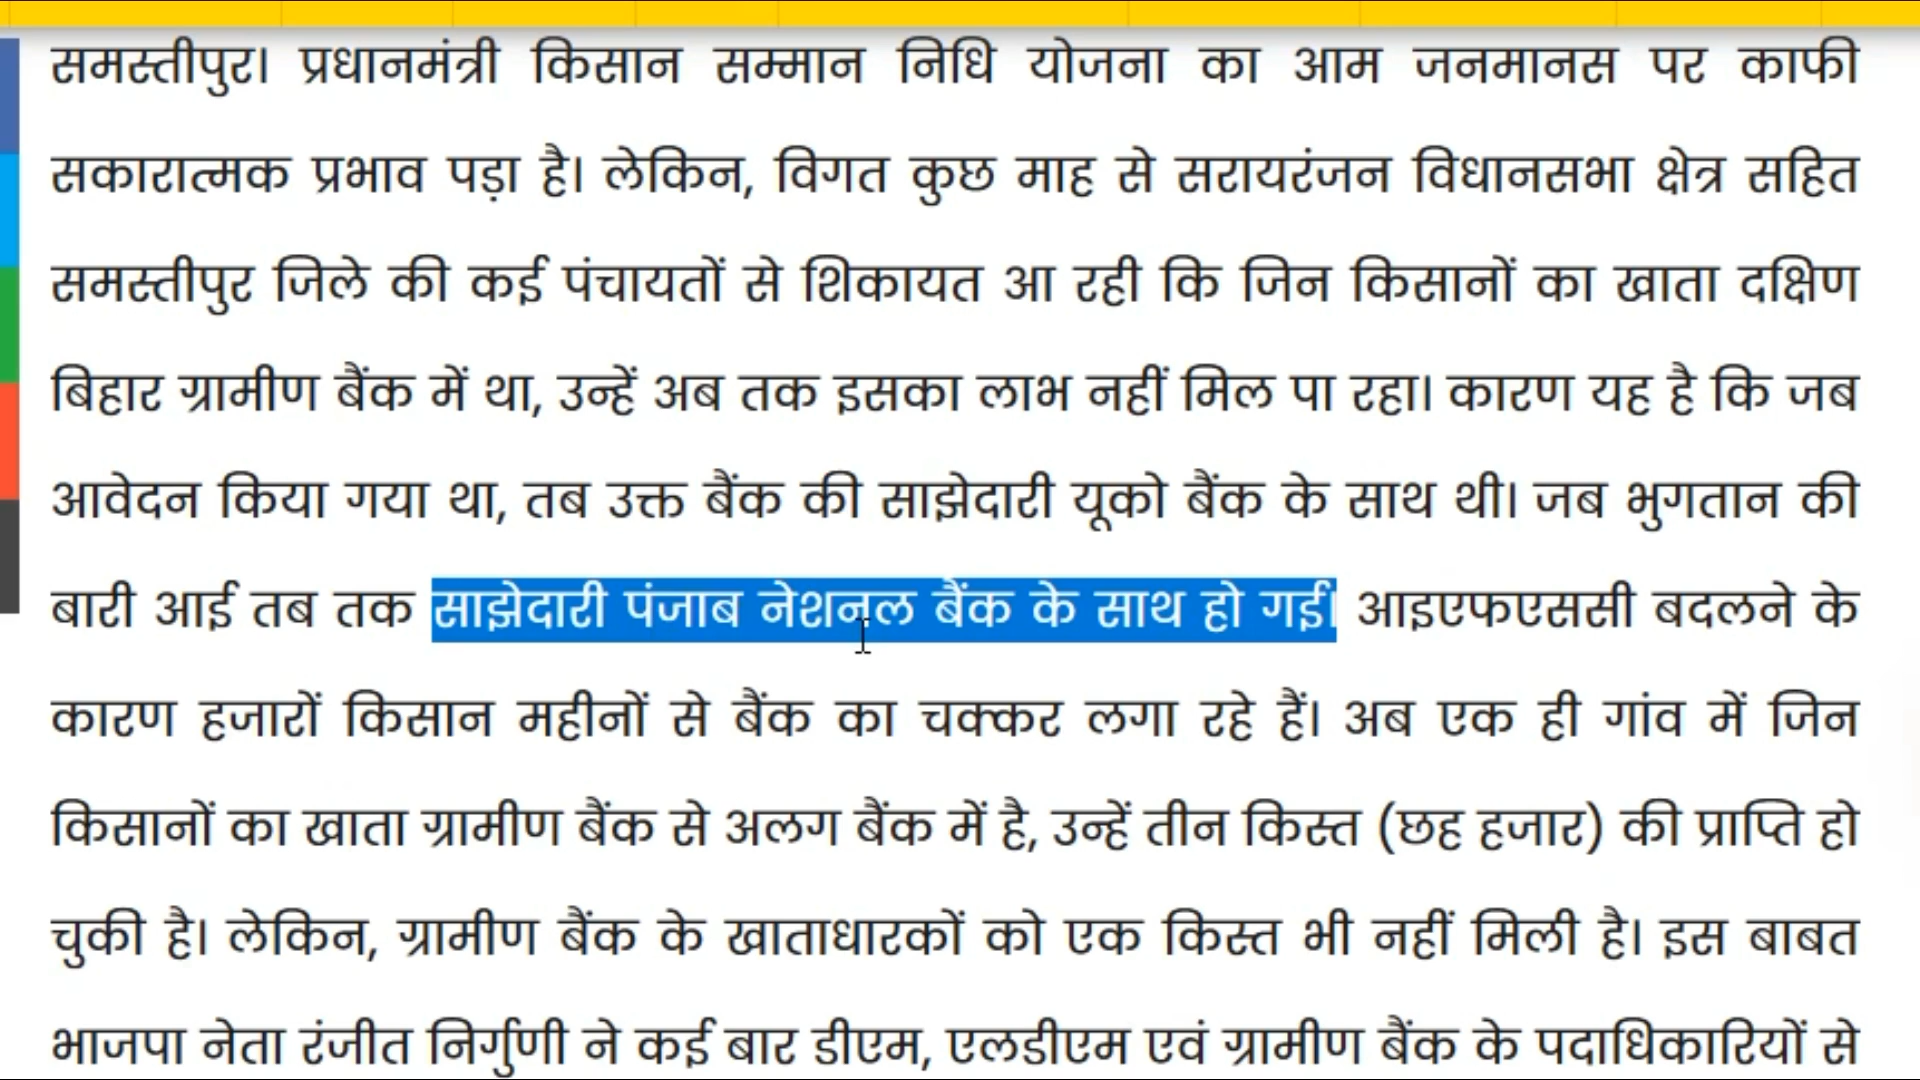 समस्तीपुर। प्रधानमंत्री किसान सम्मान निधि योजना का आम जनमानस पर काफी
सकारात्मक प्रभाव पड़ा है। लेकिन, विगत कुछ माह से सरायरंजन विधानसभा क्षेत्र सहित
समस्तीपुर जिले की कई पंचायतों से शिकायत आ रही कि जिन किसानों का खाता दक्षिण
बिहार ग्रामीण बैंक में था, उन्हें अब तक इसका लाभ नहीं मिल पा रहा। कारण यह है कि जब
आवेदन किया गया था, तब उक्त बैंक की साझेदारी यूको बैंक के साथ थी। जब भुगतान की
बारी आई तब तक साझेदारी पंजाब नेशनल बैंक के साथ हो गई। आइएफएससी बदलने के
कारण हजारों किसान महीनों से बैंक का चक्कर लगा रहे हैं। अब एक ही गांव में जिन
किसानों का खाता ग्रामीण बैंक से अलग बैंक में है, उन्हें तीन किस्त (छह हजार) की प्राप्ति हो
चुकी है। लेकिन, ग्रामीण बैंक के खाताधारकों को एक किस्त भी नहीं मिली है। इस बाबत
भाजपा नेता रंजीत निर्गुणी ने कई बार डीएम, एलडीएम एवं ग्रामीण बैंक के पदाधिकारियों से